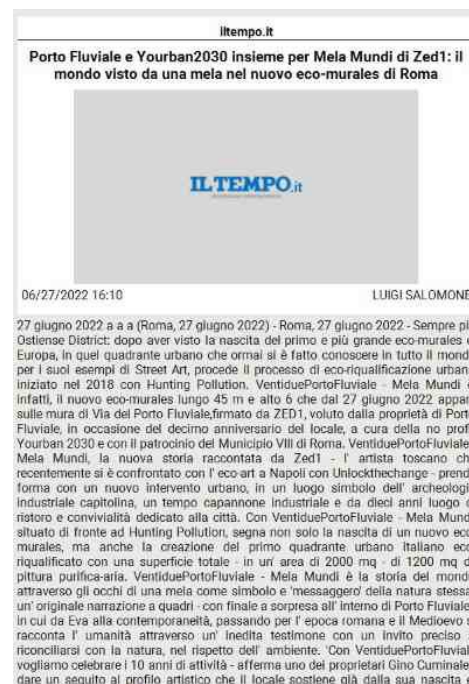 iltempo.it
Porto Fluviale e Yourban2030 insieme per Mela Mundi di Zed1: il
mondo visto da una mela nel nuovo eco-murales di Roma
IL TEMPO.it
06/27/2022 16:10 LUIGI SALOMONE
27 giugno 2022 a a a (Roma, 27 giugno 2022) - Roma, 27 giugno 2022 - Sempre pi
Ostiense District: dopo aver visto la nascita del primo e più grande eco-murales
Europa, in quel quadrante urbano che ormai si è fatto conoscere in tutto il mond
per i suoi esempi di Street Art, procede il processo di eco-riqualificazione urban
iniziato nel 2018 con Hunting Pollution. VentiduePortoFluviale - Mela Mundi
infatti, il nuovo eco-murales lungo 45 m e alto 6 che dal 27 giugno 2022 appar
sulle mura di Via del Porto Fluviale,firmato da ZED1, voluto dalla proprietà di Port
Fluviale, in occasione del decimo anniversario del locale, a cura della no prof
Yourban 2030 e con il patrocinio del Municipio VIII di Roma. VentiduePortoFluviale
Mela Mundi, la nuova storia raccontata da Zed1 - l' artista toscano ch
recentemente si è confrontato con l' eco-art a Napoli con Unlockthechange - prend
forma con un nuovo intervento urbano, in un luogo simbolo dell' archeologi
industriale capitolina, un tempo capannone industriale e da dieci anni luogo
ristoro e convivialità dedicato alla città. Con VentiduePortoFluviale - Mela Mund
situato di fronte ad Hunting Pollution, segna non solo la nascita di un nuovo eco
murales, ma anche la creazione del primo quadrante urbano italiano eco
riqualificato con una superficie totale - in un' area di 2000 mq - di 1200 mq d
pittura purifica-aria. VentiduePortoFluviale - Mela Mundi è la storia del mond
attraverso gli occhi di una mela come simbolo e 'messaggero' della natura stessa
un' originale narrazione a quadri - con finale a sorpresa all' interno di Porto Fluviale
in cui da Eva alla contemporaneità, passando per l' epoca romana e il Medioevo s
racconta l' umanità attraverso un' inedita testimone con un invito preciso
riconciliarsi con la natura, nel rispetto dell' ambiente. 'Con VentiduePortoFluvial
vogliamo celebrare i 10 anni di attività - afferma uno dei proprietari Gino Cuminale
dare un seguito al profilo artistico che il locale sostiene già dalla sua nascita e